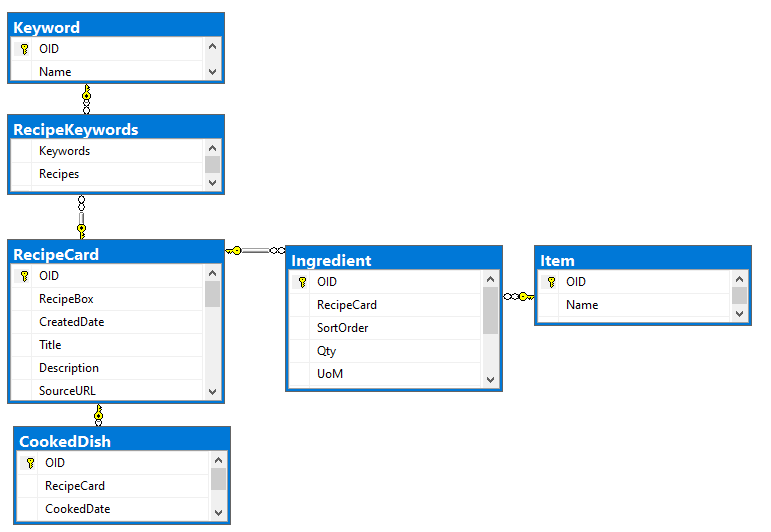 Keyword
OID
Name
RecipeKeywords
Keywords
Recipes
RecipeCard
OID
RecipeBox
CreatedDate
Title
Description
SourceURL
Ingredient
OID
RecipeCard
SortOrder
Qty
UoM
Item
OID
Name
CookedDish
OID
RecipeCard
CookedDate